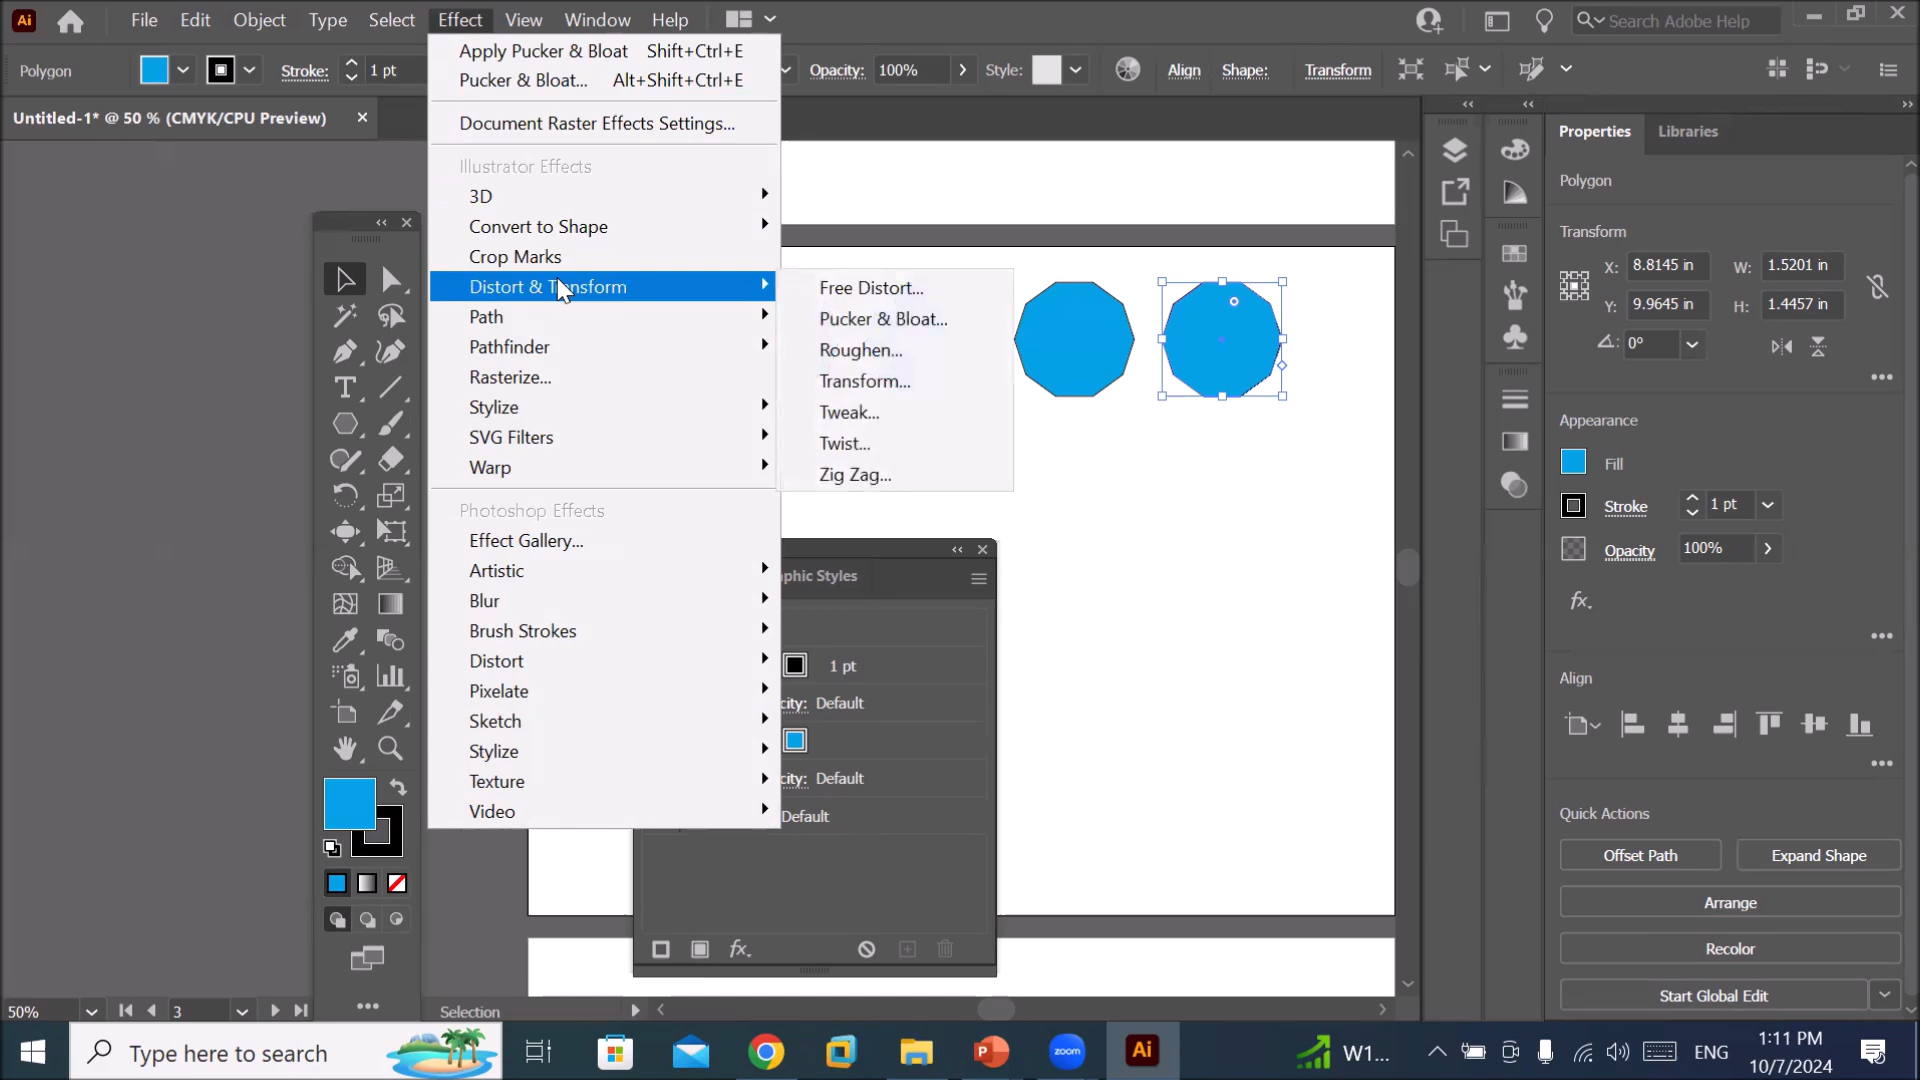 Ai File Edit Object Type Select Effect View Window Help Search Adobe Help
Polygon Stroke: 1 pt Opacity: 100% Style: Align Shape: Transform
Untitled-1* @ 50 % (CMYK/CPU Preview)
Apply Pucker & Bloat Shift+Ctrl+E
Pucker & Bloat... Alt+Shift+Ctrl+E
Document Raster Effects Settings...
Illustrator Effects
3D
Convert to Shape
Crop Marks
Distort & Transform
Path
Pathfinder
Rasterize...
Stylize
SVG Filters
Warp
Photoshop Effects
Effect Gallery...
Artistic
Blur
Brush Strokes
Distort
Pixelate
Sketch
Stylize
Texture
Video
Free Distort...
Pucker & Bloat...
Roughen...
Transform...
Tweak...
Twist...
Zig Zag...
phic Styles
1 pt
city: Default
city: Default
Default
Properties Libraries
Polygon
Transform
X: 8.8145 in W: 1.5201 in
Y: 9.9645 in H: 1.4457 in
0°
Appearance
Fill
Stroke 1 pt
Opacity 100%
fx
Align
Quick Actions
Offset Path Expand Shape
Arrange
Recolor
Start Global Edit
fx
50% 3 Selection
Type here to search zoom Ai W1... ENG 1:11 PM
10/7/2024